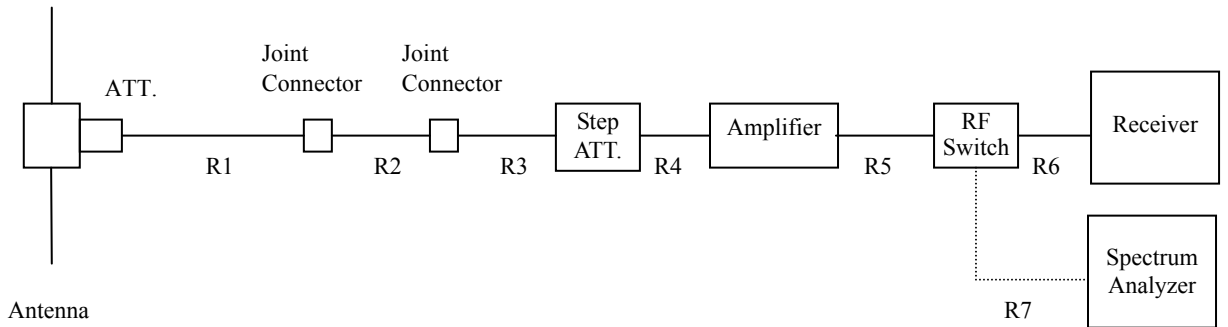 Joint
Connector
Joint
Connector
ATT.
Step
ATT.
Amplifier
RF
Switch
Receiver
R1
R2
R3
R4
R5
R6
Spectrum
Analyzer
R7
Antenna